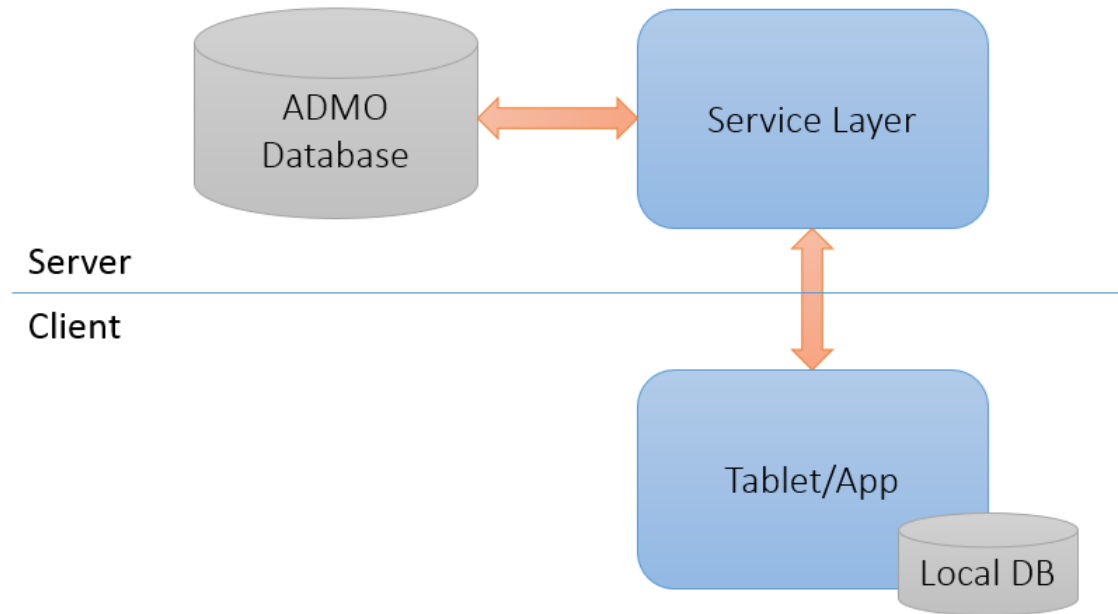 ADMO
Database
Service Layer
Server
Client
Tablet/App
Local DB